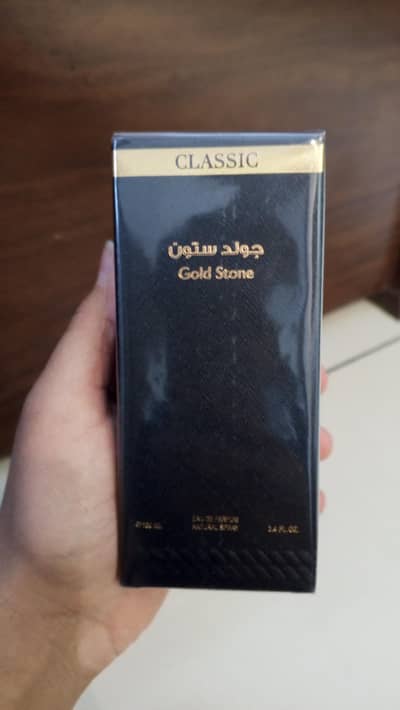 CLASSIC
جولد ستون
Gold Stone
EAU DE PARFUM
NATURAL SPRAY
3.4 FL. OZ.